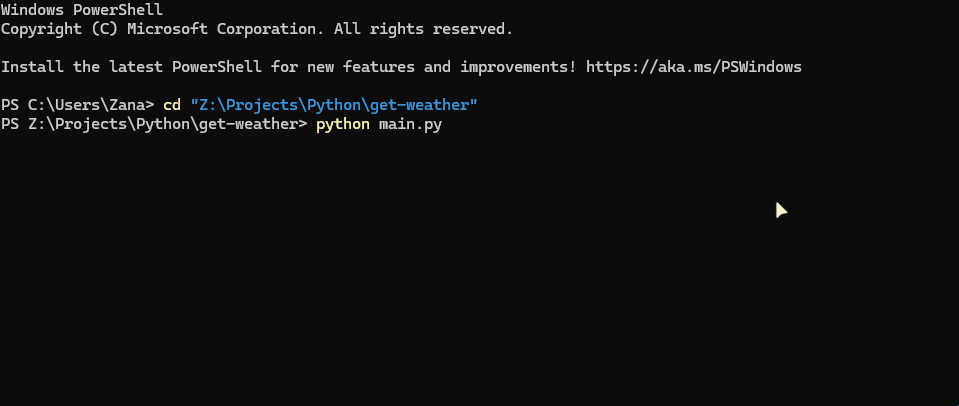 Windows PowerShell
Copyright (C) Microsoft Corporation. All rights reserved.
Install the latest PowerShell for new features and improvements! https://aka.ms/PSWindows
PS C:\Users\Zana> cd "Z:\Projects\Python\get-weather"
PS Z:\Projects\Python\get-weather> python main.py